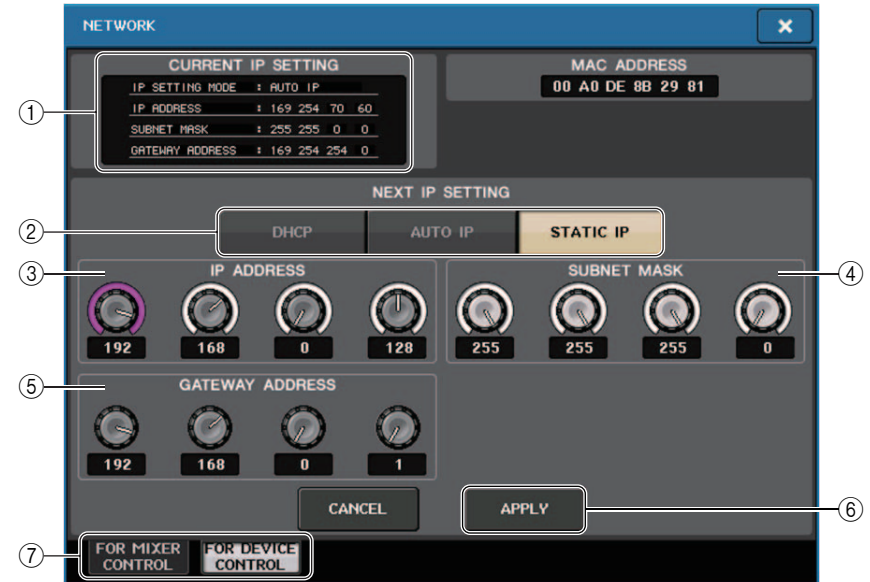 NETWORK
CURRENT IP SETTING
IP SETTING MODE : AUTO IP
IP ADDRESS : 169 254 70 60
SUBNET MASK : 255 255 0 0
GATEWAY ADDRESS : 169 254 254 0
MAC ADDRESS
00 A0 DE 8B 29 81
①
NEXT IP SETTING
②
DHCP AUTO IP STATIC IP
③
IP ADDRESS
192 168 0 128
SUBNET MASK
④
255 255 255 0
⑤
GATEWAY ADDRESS
192 168 0 1
CANCEL APPLY
⑥
⑦
FOR MIXER CONTROL
FOR DEVICE CONTROL